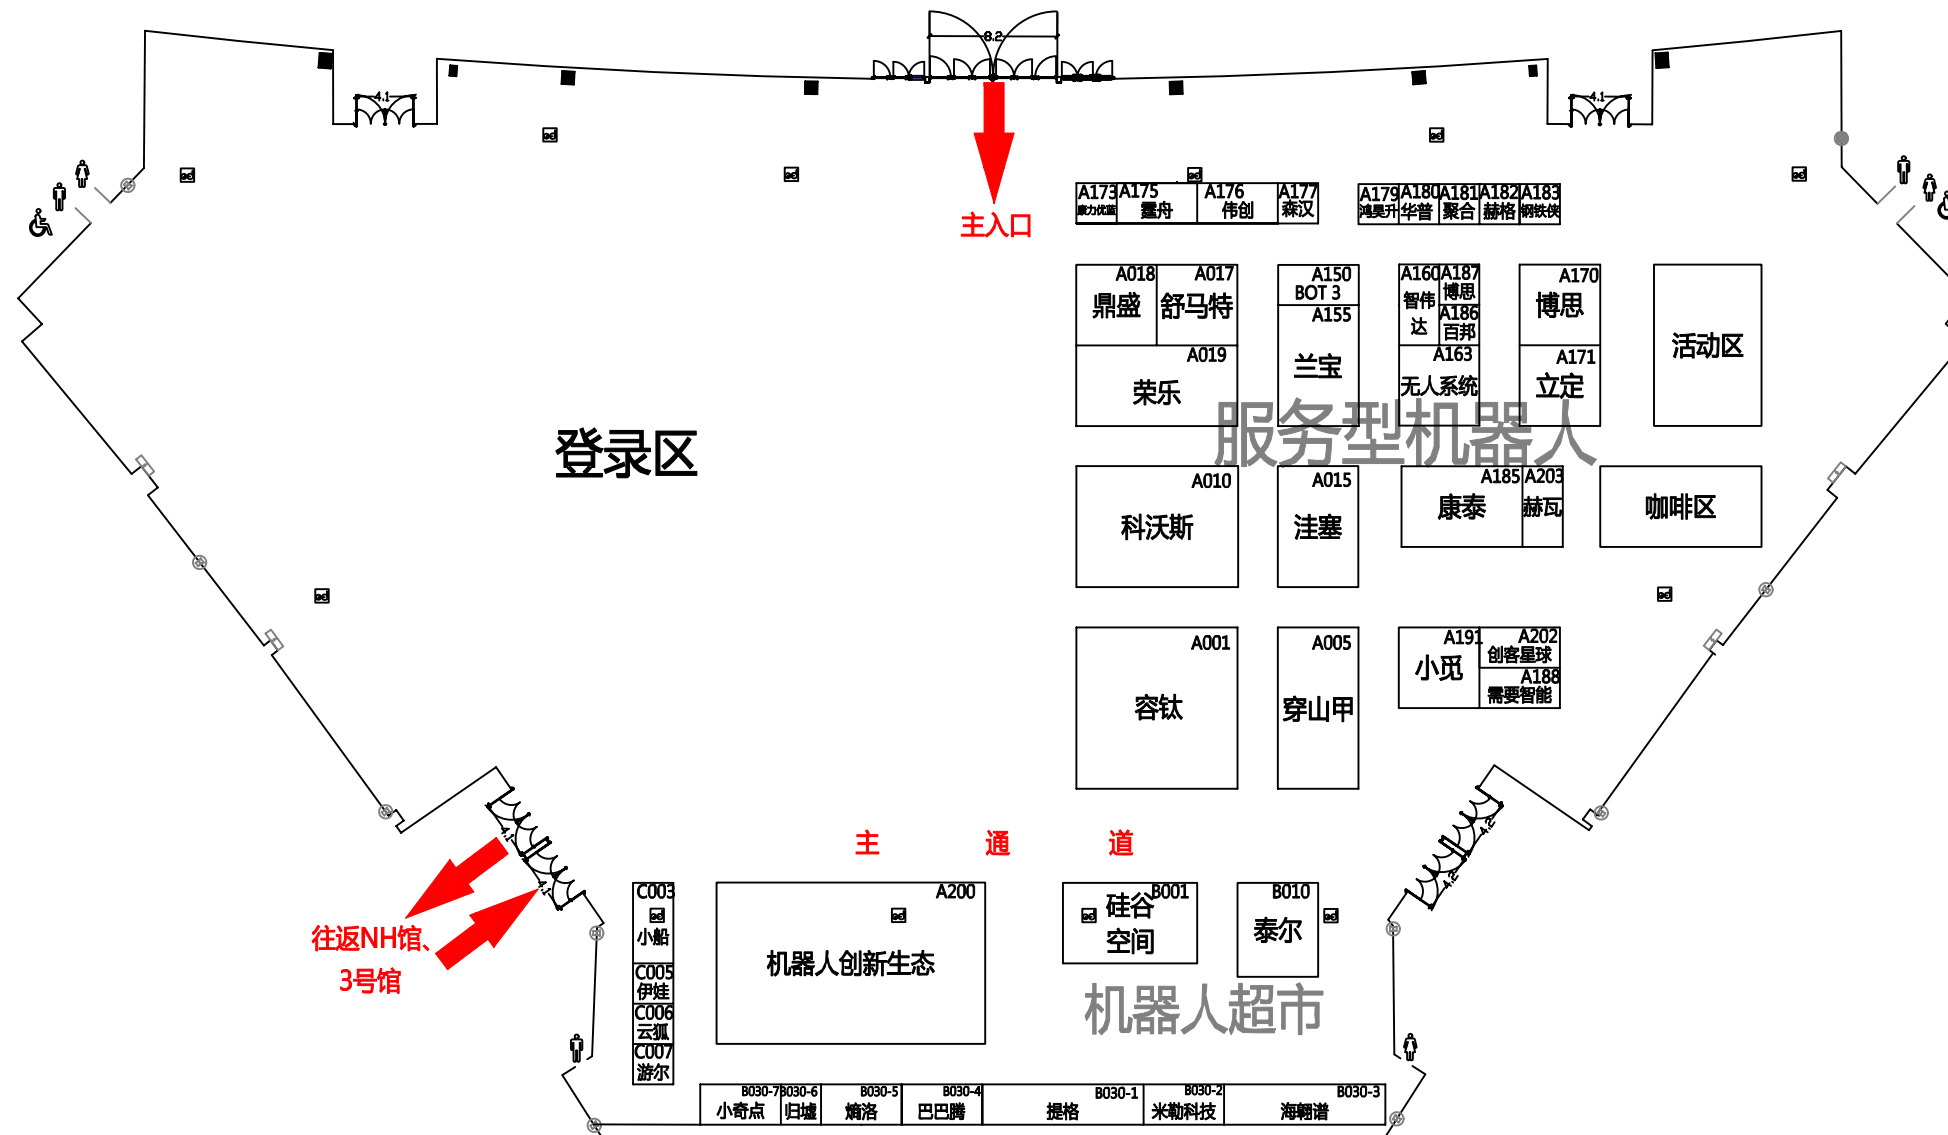 8.2
4.1
4.1
主入口
A173
康力优蓝
A175
霆舟
A176
伟创
A177
森汉
A179
鸿昊升
A180
华普
A181
聚合
A182
赫格
A183
钢铁侠
A018
鼎盛
A017
舒马特
A150
BOT 3
A155
兰宝
A160
智伟
达
A187
博思
A186
百邦
A170
博思
活动区
A019
荣乐
A163
无人系统
A171
立定
服务型机器人
登录区
A010
科沃斯
A015
洼塞
A185
康泰
A203
赫瓦
咖啡区
A001
容钛
A005
穿山甲
A191
小觅
A202
创客星球
A188
需要智能
主 通 道
4.1
4.1
4.2
4.2
往返NH馆、
3号馆
C003
小船
C005
伊娃
C006
云狐
C007
游尔
A200
机器人创新生态
B001
硅谷
空间
B010
泰尔
机器人超市
B030-7
小奇点
B030-6
归墟
B030-5
熵洛
B030-4
巴巴腾
B030-1
提格
B030-2
米勒科技
B030-3
海翱谱